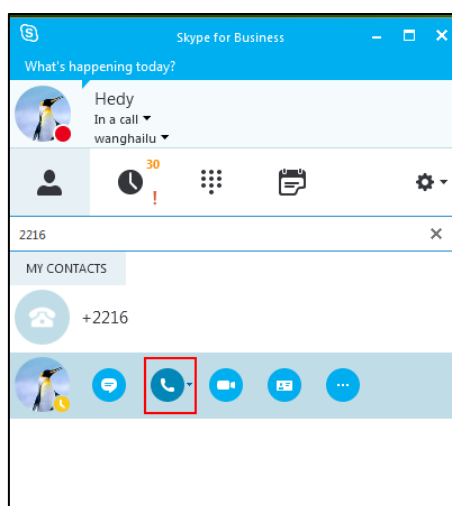 Skype for Business
What's happening today?
Hedy
In a call
wanghailu
30
!
2216
MY CONTACTS
+2216